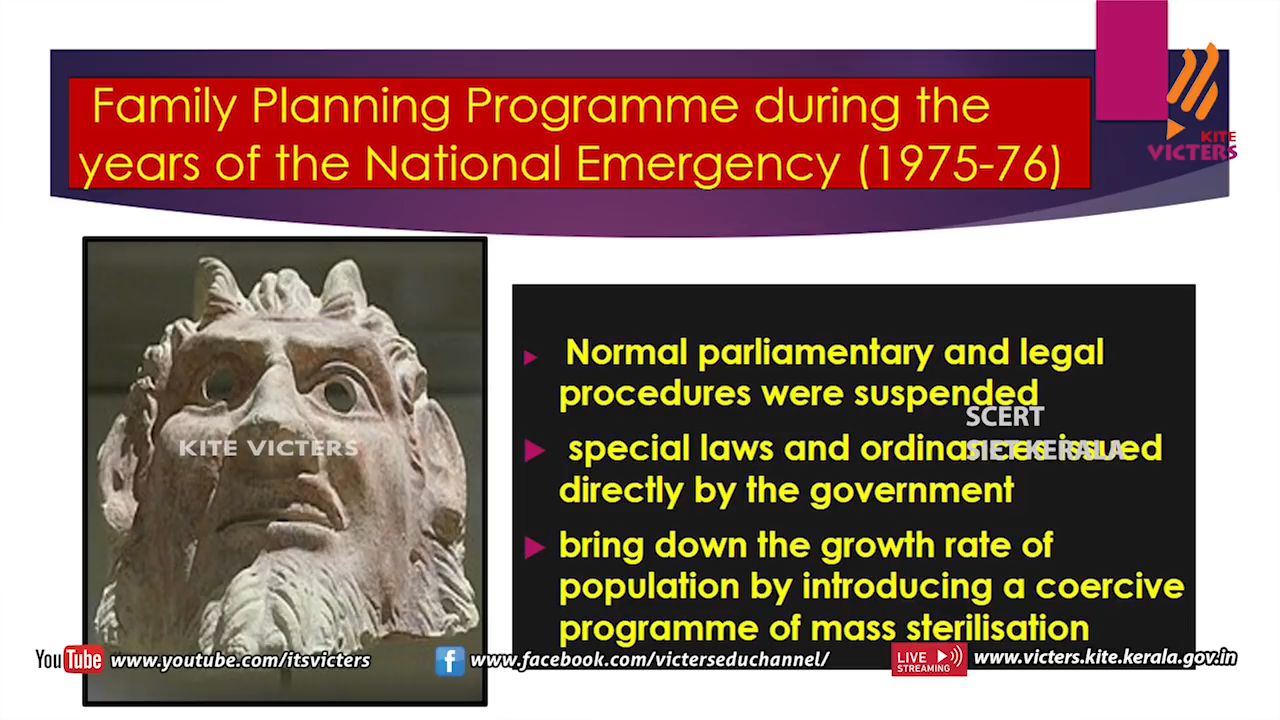 Family Planning Programme during the
years of the National Emergency (1975-76)
KITE
VICTERS
Normal parliamentary and legal
procedures were suspended
SCERT
SIET KERALA
special laws and ordinances issued
directly by the government
KITE VICTERS
bring down the growth rate of
population by introducing a coercive
programme of mass sterilisation
YouTube www.youtube.com/itsvicters
f www.facebook.com/victerseduchannel/
LIVE
STREAMING
www.victers.kite.kerala.gov.in